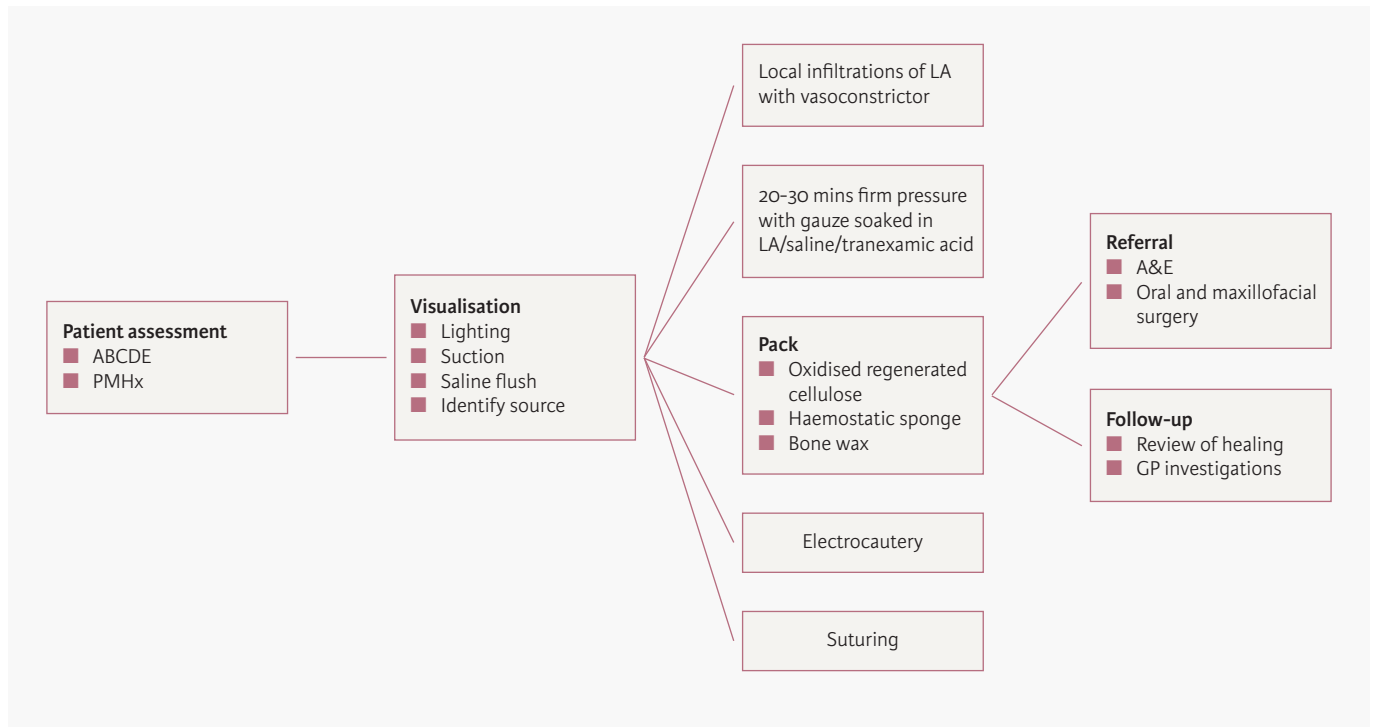 Patient assessment
ABCDE
PMHx
Visualisation
Lighting
Suction
Saline flush
Identify source
Local infiltrations of LA
with vasoconstrictor
20-30 mins firm pressure
with gauze soaked in
LA/saline/tranexamic acid
Pack
Oxidised regenerated
cellulose
Haemostatic sponge
Bone wax
Electrocautery
Suturing
Referral
A&E
Oral and maxillofacial
surgery
Follow-up
Review of healing
GP investigations